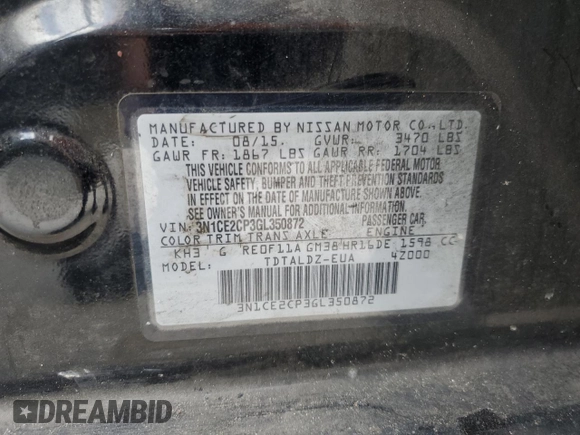 MANUFACTURED BY NISSAN MOTOR CO.,LTD.
DATE: 08/15. GVWR: 3470 LBS
GAWR FR: 1867 LBS GAWR RR: 1704 LBS
THIS VEHICLE CONFORMS TO ALL APPLICABLE FEDERAL MOTOR
VEHICLE SAFETY, BUMPER AND THEFT PREVENTION STANDARDS
IN EFFECT ON THE DATE OF MANUFACTURE SHOWN ABOVE.
SEE OWNER'S MANUAL FOR ADDITIONAL INFORMATION
VIN: 3N1CE2CP3GL350872 PASSENGER CAR
COLOR TRIM TRANS AXLE ENGINE
KH3 G RE0F11A GM38 HR16DE 1598 CC
MODEL: TDTALDZ-EUA 4Z000
3N1CE2CP3GL350872
DREAMBID